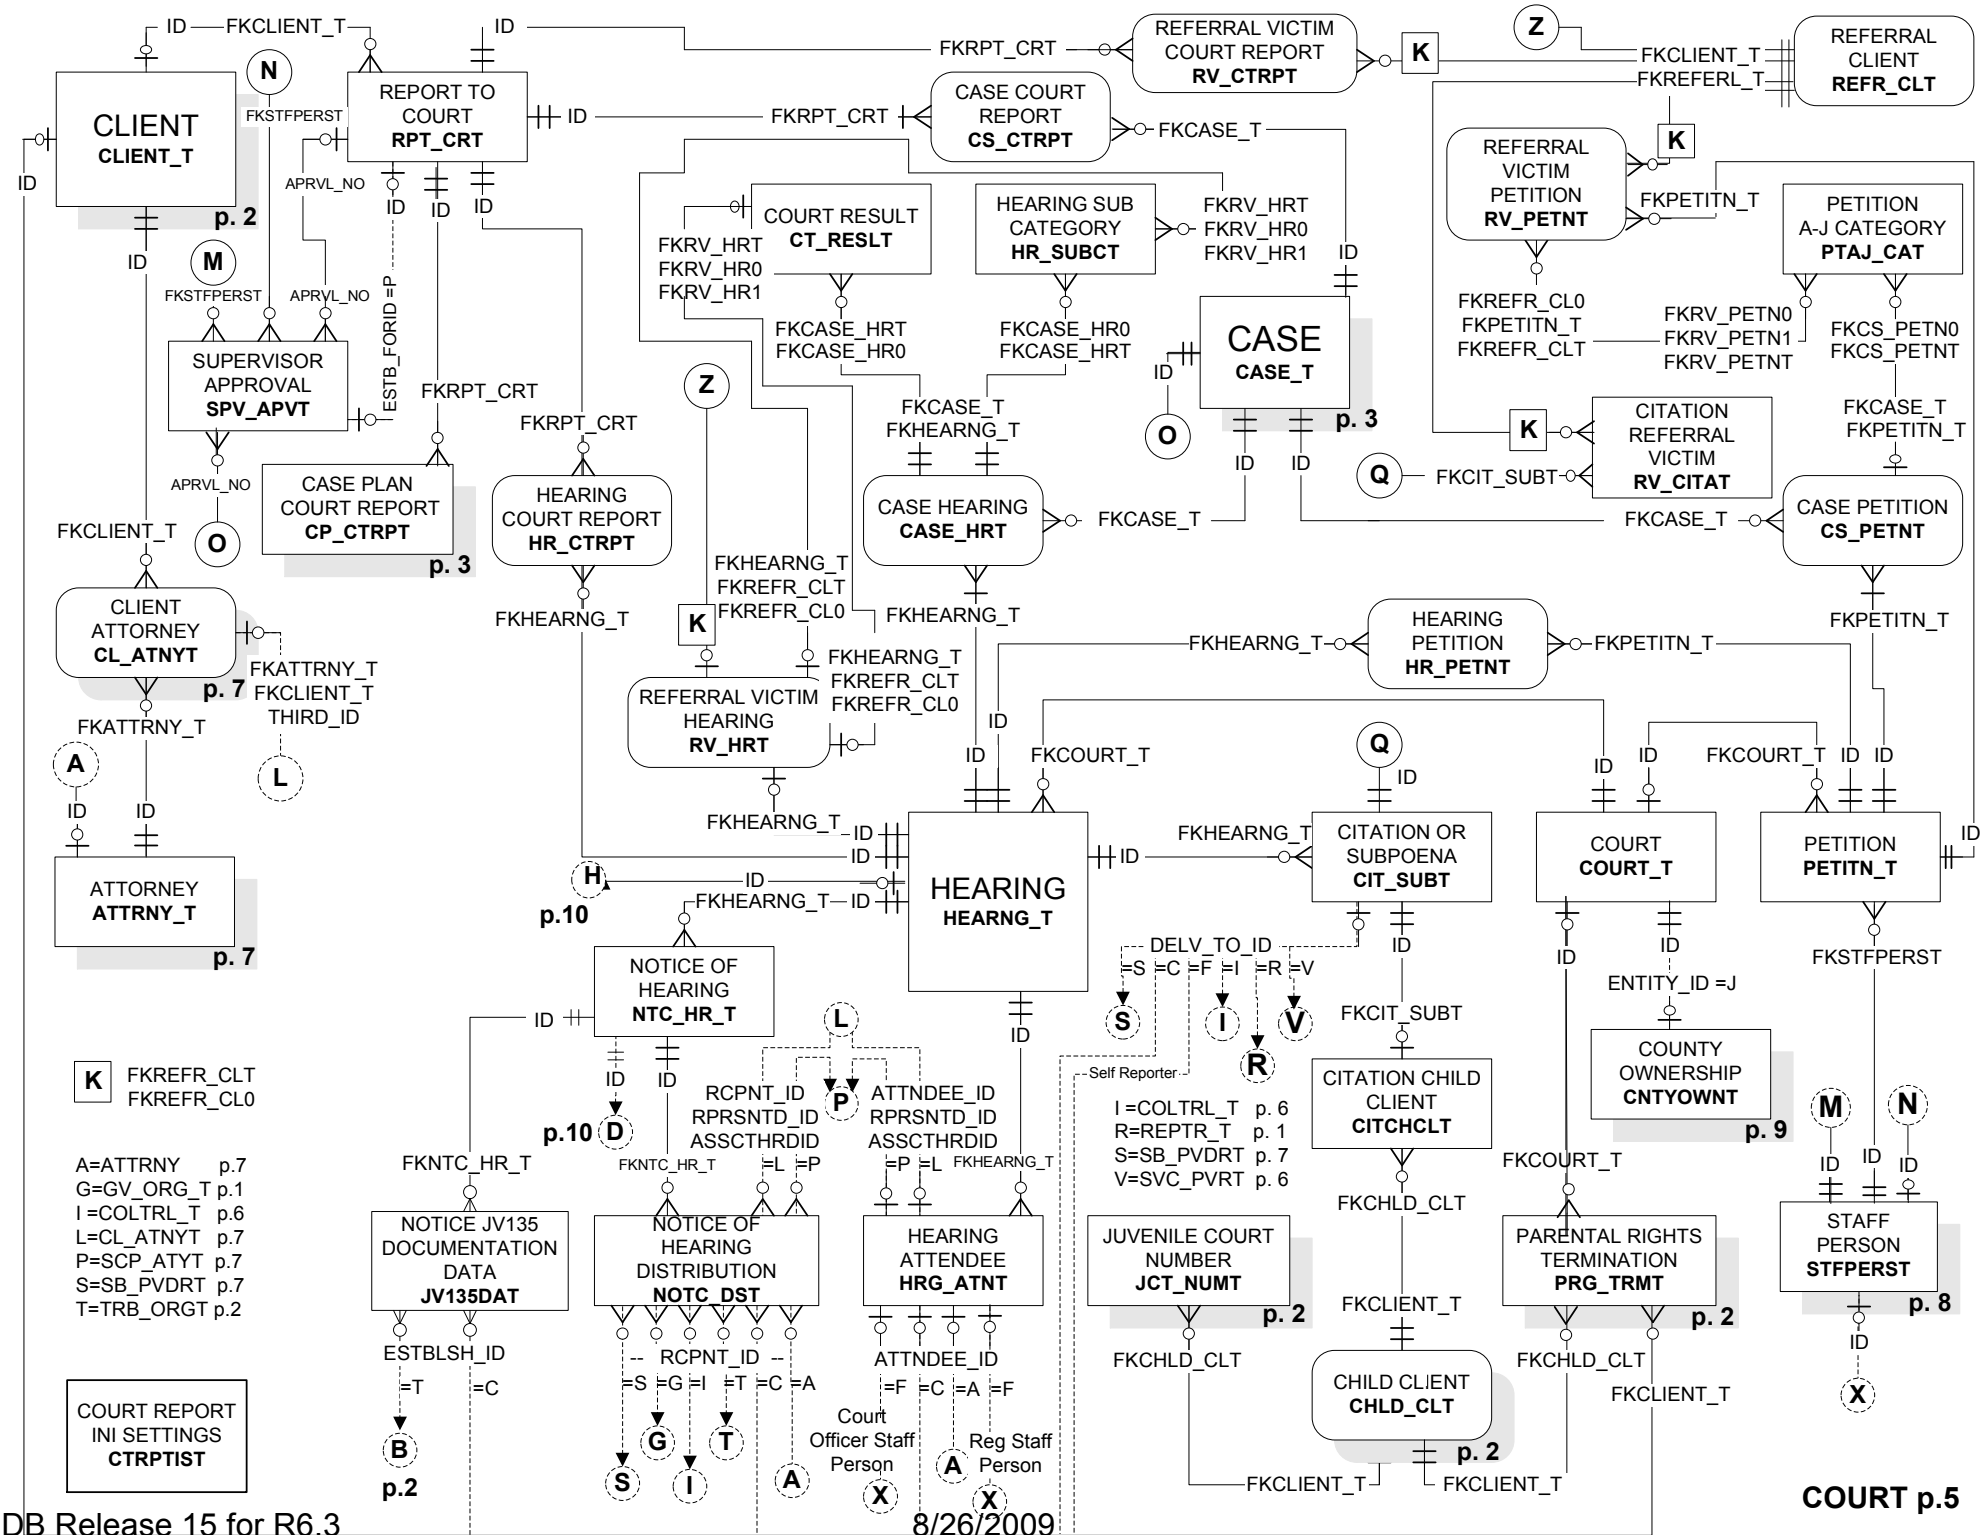 ID
FKCLIENT_T
N
FKSTFPERST
CLIENT
CLIENT_T
p. 2
ID
REPORT TO
COURT
RPT_CRT
ID
FKRPT_CRT
REFERRAL VICTIM
COURT REPORT
RV_CTRPT
K
Z
FKCLIENT_T
FKREFERL_T
REFERRAL
CLIENT
REFR_CLT
ID
FKRPT_CRT
CASE COURT
REPORT
CS_CTRPT
FKCASE_T
K
REFERRAL
VICTIM
PETITION
RV_PETNT
FKPETITN_T
PETITION
A-J CATEGORY
PTAJ_CAT
APRVL_NO
ID
ID
ID
ID
M
FKSTFPERST
APRVL_NO
ESTB_FORID =P
COURT RESULT
CT_RESLT
FKRV_HRT
FKRV_HR0
FKRV_HR1
HEARING SUB
CATEGORY
HR_SUBCT
FKRV_HRT
FKRV_HR0
FKRV_HR1
ID
FKREFR_CL0
FKPETITN_T
FKREFR_CLT
FKRV_PETN0
FKRV_PETN1
FKRV_PETNT
FKCS_PETN0
FKCS_PETNT
SUPERVISOR
APPROVAL
SPV_APVT
FKCASE_HRT
FKCASE_HR0
FKCASE_HR0
FKCASE_HRT
CASE
CASE_T
p. 3
ID
O
Z
FKRPT_CRT
FKRPT_CRT
FKCASE_T
FKHEARNG_T
FKCASE_T
FKPETITN_T
K
CITATION
REFERRAL
VICTIM
RV_CITAT
Q
FKCIT_SUBT
ID
ID
APRVL_NO
O
CASE PLAN
COURT REPORT
CP_CTRPT
p. 3
HEARING
COURT REPORT
HR_CTRPT
CASE HEARING
CASE_HRT
FKCASE_T
FKCASE_T
CASE PETITION
CS_PETNT
FKCLIENT_T
CLIENT
ATTORNEY
CL_ATNYT
p. 7
FKATTRNY_T
FKCLIENT_T
THIRD_ID
L
FKATTRNY_T
A
ID
ID
ATTORNEY
ATTRNY_T
p. 7
FKHEARNG_T
FKHEARNG_T
FKREFR_CLT
FKREFR_CL0
K
FKHEARNG_T
FKREFR_CLT
FKREFR_CL0
REFERRAL VICTIM
HEARING
RV_HRT
FKHEARNG_T
FKHEARNG_T
HEARING
PETITION
HR_PETNT
FKPETITN_T
FKPETITN_T
ID
ID
FKCOURT_T
Q
ID
ID
ID
FKCOURT_T
ID
ID
FKHEARNG_T
ID
ID
H
p.10
ID
FKHEARNG_T
ID
HEARING
HEARNG_T
ID
FKHEARNG_T
CITATION OR
SUBPOENA
CIT_SUBT
COURT
COURT_T
PETITION
PETITN_T
ID
NOTICE OF
HEARING
NTC_HR_T
ID
DELV_TO_ID
=S
=C
=F
=I
=R
=V
S
I
V
R
ID
FKCIT_SUBT
ID
ID
ENTITY_ID =J
FKSTFPERST
COUNTY
OWNERSHIP
CNTYOWNT
p. 9
K
FKREFR_CLT
FKREFR_CL0
ID
ID
p.10
D
L
P
RCPNT_ID
RPRSNTD_ID
ASSCTHRDID
=L
=P
ATTNDEE_ID
RPRSNTD_ID
ASSCTHRDID
=P
=L
ID
FKHEARNG_T
Self Reporter
I =COLTRL_T p. 6
R=REPTR_T p. 1
S=SB_PVDRT p. 7
V=SVC_PVRT p. 6
CITATION CHILD
CLIENT
CITCHCLT
FKCHLD_CLT
M
N
ID
ID
ID
STAFF
PERSON
STFPERST
p. 8
ID
X
A=ATTRNY p.7
G=GV_ORG_T p.1
I =COLTRL_T p.6
L=CL_ATNYT p.7
P=SCP_ATYT p.7
S=SB_PVDRT p.7
T=TRB_ORGT p.2
FKNTC_HR_T
FKNTC_HR_T
NOTICE JV135
DOCUMENTATION
DATA
JV135DAT
NOTICE OF
HEARING
DISTRIBUTION
NOTC_DST
HEARING
ATTENDEE
HRG_ATNT
JUVENILE COURT
NUMBER
JCT_NUMT
p. 2
FKCOURT_T
PARENTAL RIGHTS
TERMINATION
PRG_TRMT
p. 2
ESTBLSH_ID
=T
=C
B
p.2
-- RCPNT_ID --
=S
=G
=I
=T
=C
=A
S
G
I
T
A
ATTNDEE_ID
=F
=C
=A
=F
Court
Officer Staff
Person
X
A
Reg Staff
Person
X
FKCHLD_CLT
FKCLIENT_T
CHILD CLIENT
CHLD_CLT
p. 2
FKCHLD_CLT
FKCLIENT_T
FKCLIENT_T
FKCLIENT_T
COURT REPORT
INI SETTINGS
CTRPTIST
DB Release 15 for R6.3
8/26/2009
COURT p.5